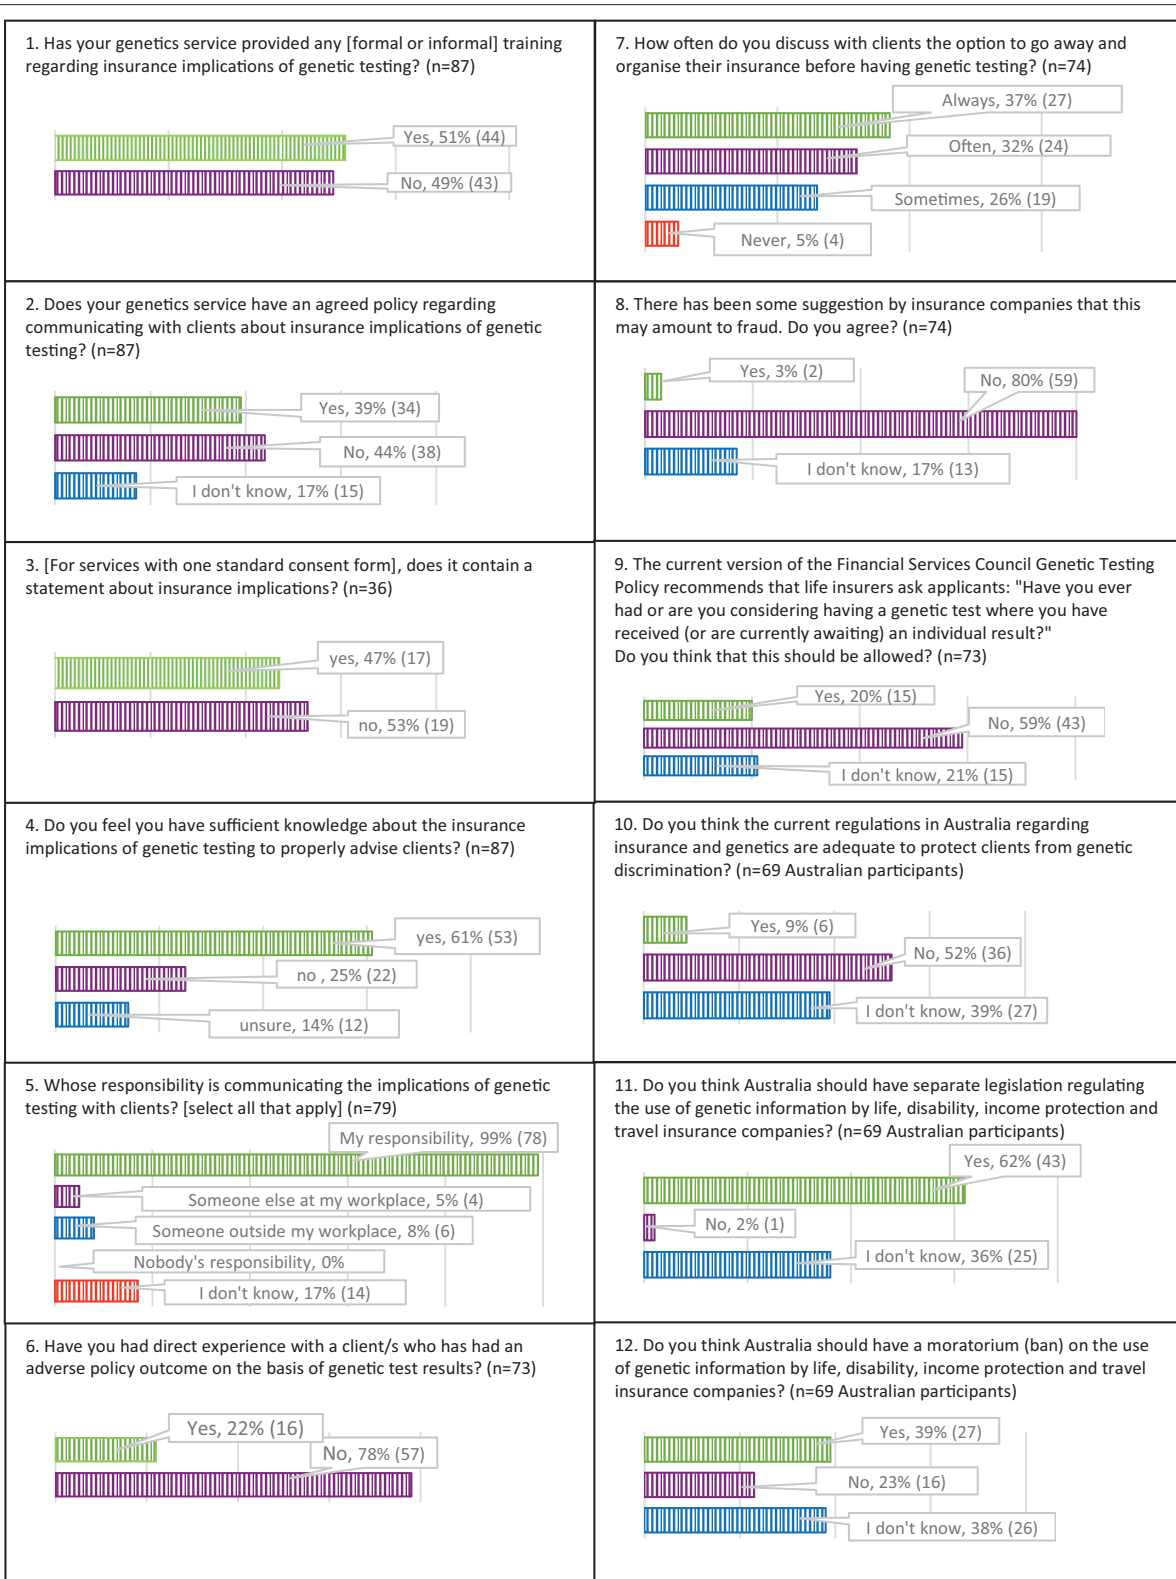 1. Has your genetics service provided any [formal or informal] training
regarding insurance implications of genetic testing? (n=87)
Yes, 51% (44)
No, 49% (43)
2. Does your genetics service have an agreed policy regarding
communicating with clients about insurance implications of genetic
testing? (n=87)
Yes, 39% (34)
No, 44% (38)
I don't know, 17% (15)
3. [For services with one standard consent form], does it contain a
statement about insurance implications? (n=36)
yes, 47% (17)
no, 53% (19)
4. Do you feel you have sufficient knowledge about the insurance
implications of genetic testing to properly advise clients? (n=87)
yes, 61% (53)
no , 25% (22)
unsure, 14% (12)
5. Whose responsibility is communicating the implications of genetic
testing with clients? [select all that apply] (n=79)
My responsibility, 99% (78)
Someone else at my workplace, 5% (4)
Someone outside my workplace, 8% (6)
Nobody's responsibility, 0%
I don't know, 17% (14)
6. Have you had direct experience with a client/s who has had an
adverse policy outcome on the basis of genetic test results? (n=73)
Yes, 22% (16)
No, 78% (57)
7. How often do you discuss with clients the option to go away and
organise their insurance before having genetic testing? (n=74)
Always, 37% (27)
Often, 32% (24)
Sometimes, 26% (19)
Never, 5% (4)
8. There has been some suggestion by insurance companies that this
may amount to fraud. Do you agree? (n=74)
Yes, 3% (2)
No, 80% (59)
I don't know, 17% (13)
9. The current version of the Financial Services Council Genetic Testing
Policy recommends that life insurers ask applicants: "Have you ever
had or are you considering having a genetic test where you have
received (or are currently awaiting) an individual result?"
Do you think that this should be allowed? (n=73)
Yes, 20% (15)
No, 59% (43)
I don't know, 21% (15)
10. Do you think the current regulations in Australia regarding
insurance and genetics are adequate to protect clients from genetic
discrimination? (n=69 Australian participants)
Yes, 9% (6)
No, 52% (36)
I don't know, 39% (27)
11. Do you think Australia should have separate legislation regulating
the use of genetic information by life, disability, income protection and
travel insurance companies? (n=69 Australian participants)
Yes, 62% (43)
No, 2% (1)
I don't know, 36% (25)
12. Do you think Australia should have a moratorium (ban) on the use
of genetic information by life, disability, income protection and travel
insurance companies? (n=69 Australian participants)
Yes, 39% (27)
No, 23% (16)
I don't know, 38% (26)